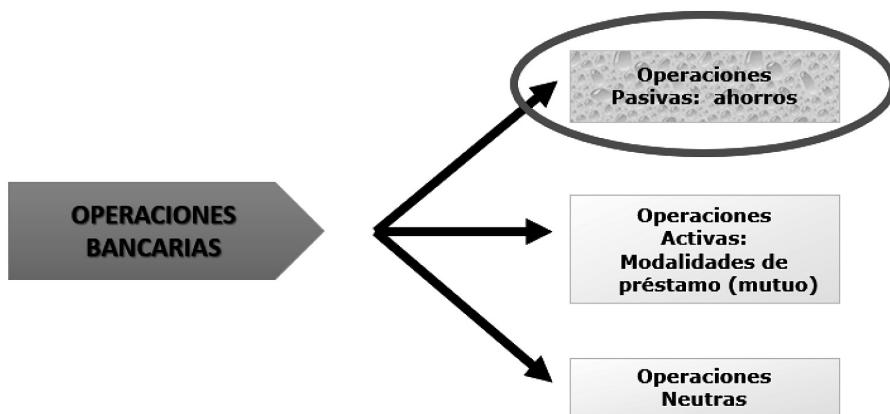 OPERACIONES
BANCARIAS
Operaciones
Pasivas: ahorros
Operaciones
Activas:
Modalidades de
préstamo (mutuo)
Operaciones
Neutras